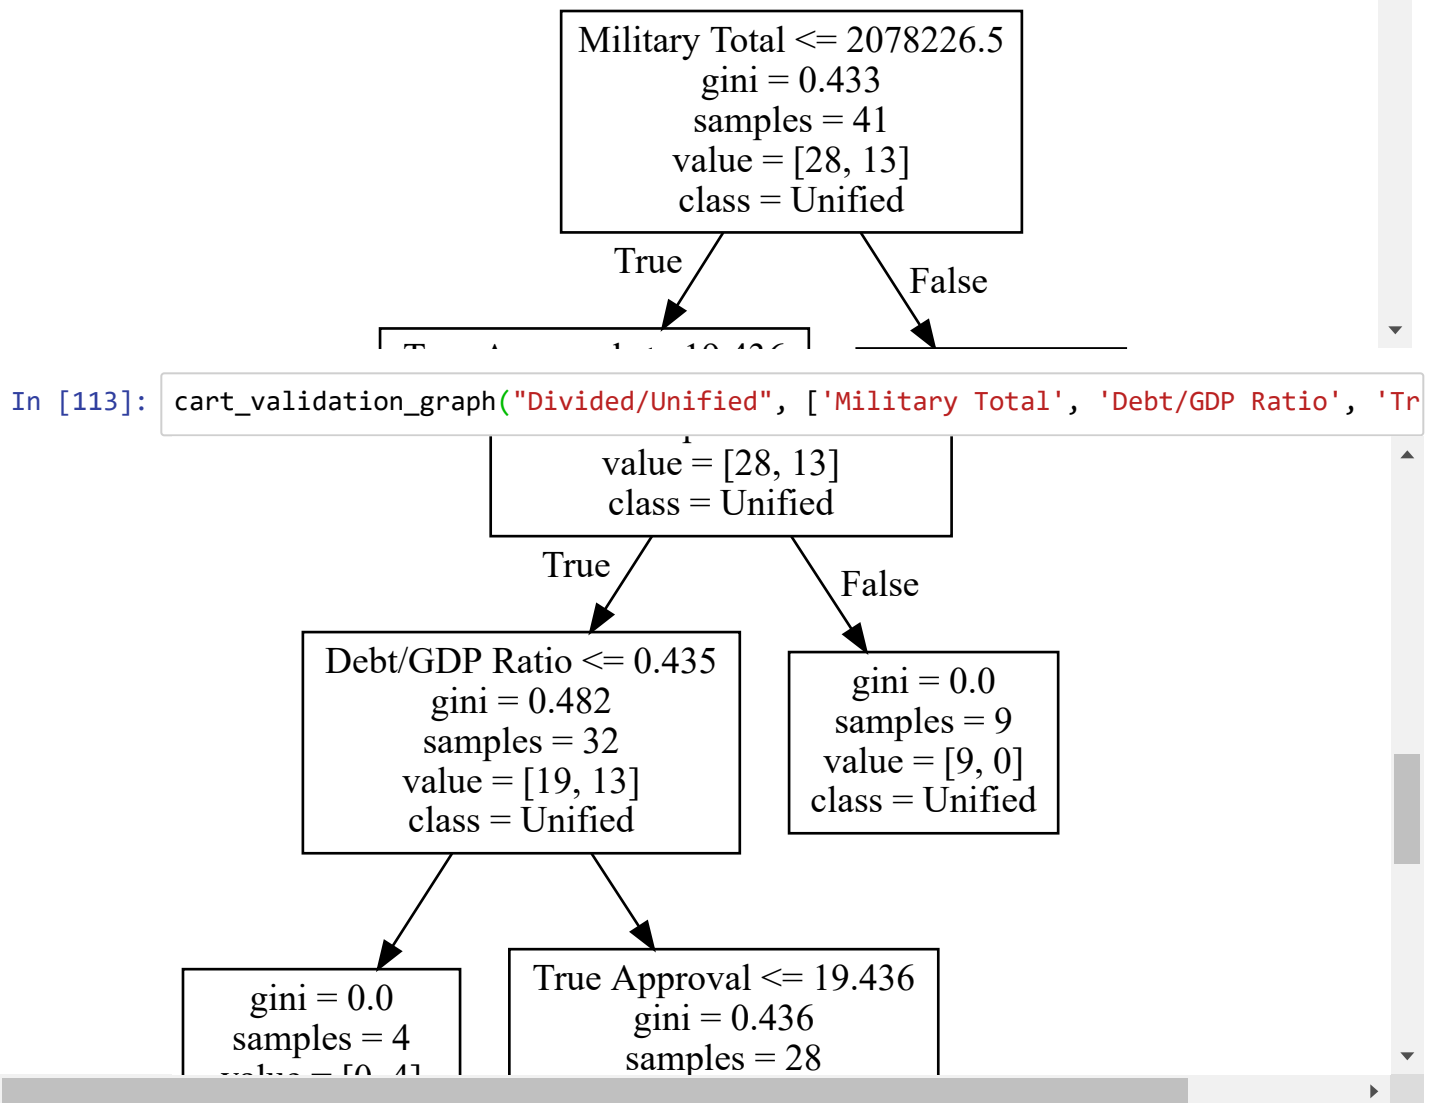 Military Total <= 2078226.5
gini = 0.433
samples = 41
value = [28, 13]
class = Unified
True
False
In [113]: cart_validation_graph("Divided/Unified", ['Military Total', 'Debt/GDP Ratio', 'Tr
value = [28, 13]
class = Unified
True
False
Debt/GDP Ratio <= 0.435
gini = 0.482
samples = 32
value = [19, 13]
class = Unified
gini = 0.0
samples = 9
value = [9, 0]
class = Unified
gini = 0.0
samples = 4
value = [0, 4]
True Approval <= 19.436
gini = 0.436
samples = 28